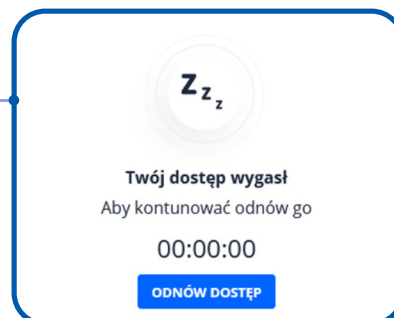 z z z
Twój dostęp wygasł
Aby kontunować odnów go
00:00:00
ODNÓW DOSTĘP